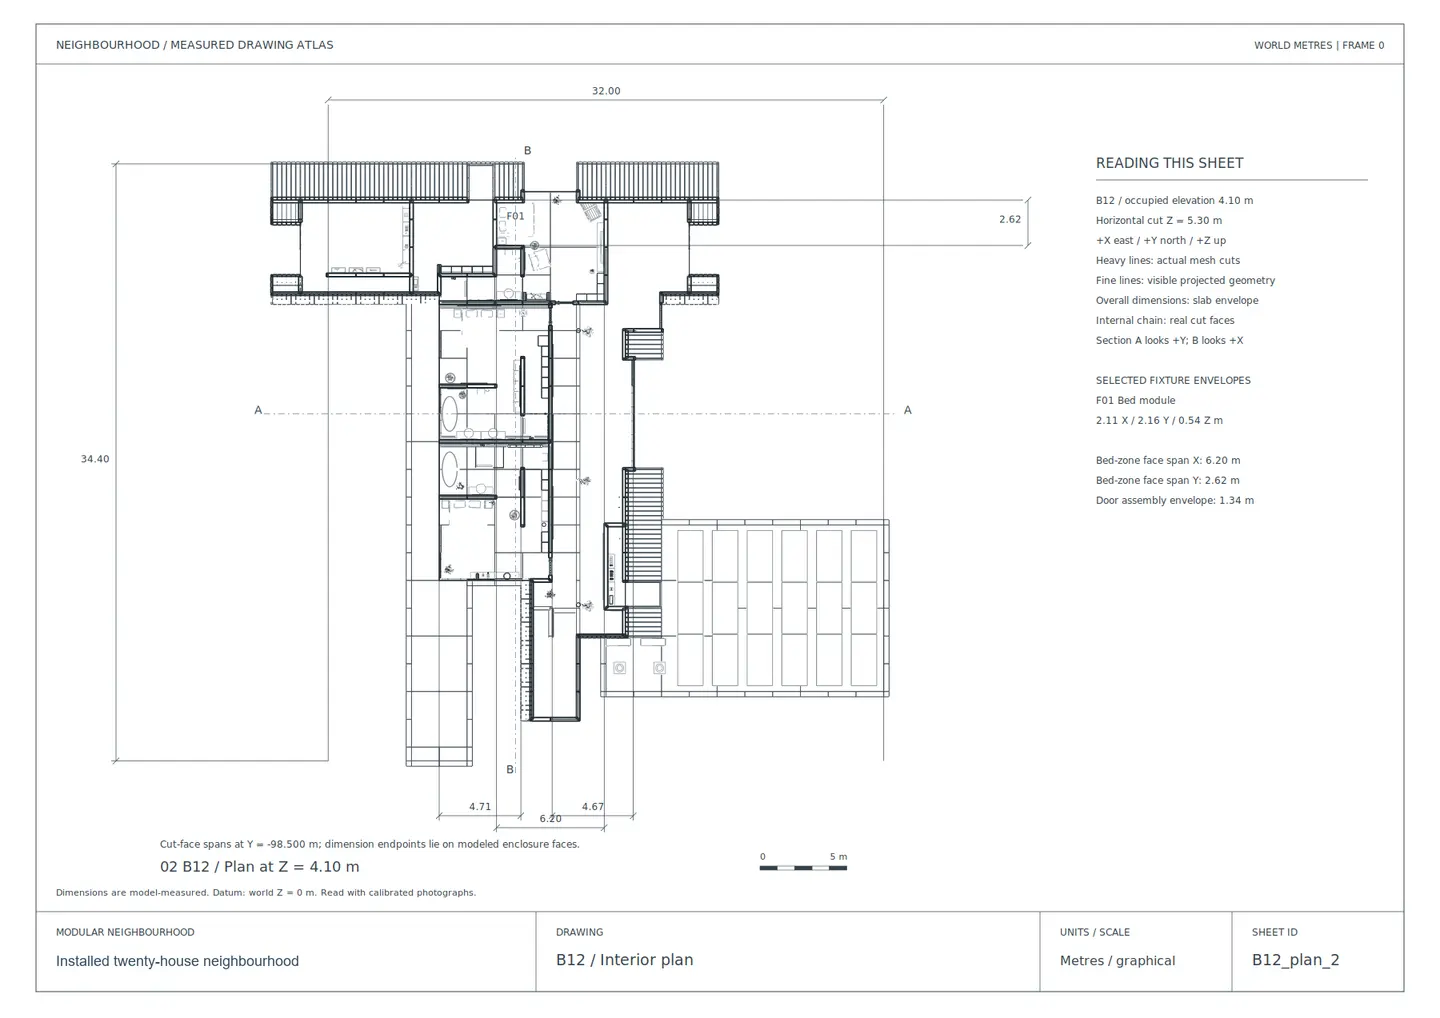 NEIGHBOURHOOD / MEASURED DRAWING ATLAS
WORLD METRES | FRAME 0
32.00
B
READING THIS SHEET
B12 / occupied elevation 4.10 m
Horizontal cut Z = 5.30 m
+X east / +Y north / +Z up
Heavy lines: actual mesh cuts
Fine lines: visible projected geometry
Overall dimensions: slab envelope
Internal chain: real cut faces
Section A looks +Y; B looks +X
SELECTED FIXTURE ENVELOPES
F01 Bed module
2.11 X / 2.16 Y / 0.54 Z m
Bed-zone face span X: 6.20 m
Bed-zone face span Y: 2.62 m
Door assembly envelope: 1.34 m
F01
2.62
A
A
34.40
B
4.71
4.67
6.20
Cut-face spans at Y = -98.500 m; dimension endpoints lie on modeled enclosure faces.
02 B12 / Plan at Z = 4.10 m
0
5 m
Dimensions are model-measured. Datum: world Z = 0 m. Read with calibrated photographs.
MODULAR NEIGHBOURHOOD
Installed twenty-house neighbourhood
DRAWING
B12 / Interior plan
UNITS / SCALE
Metres / graphical
SHEET ID
B12_plan_2